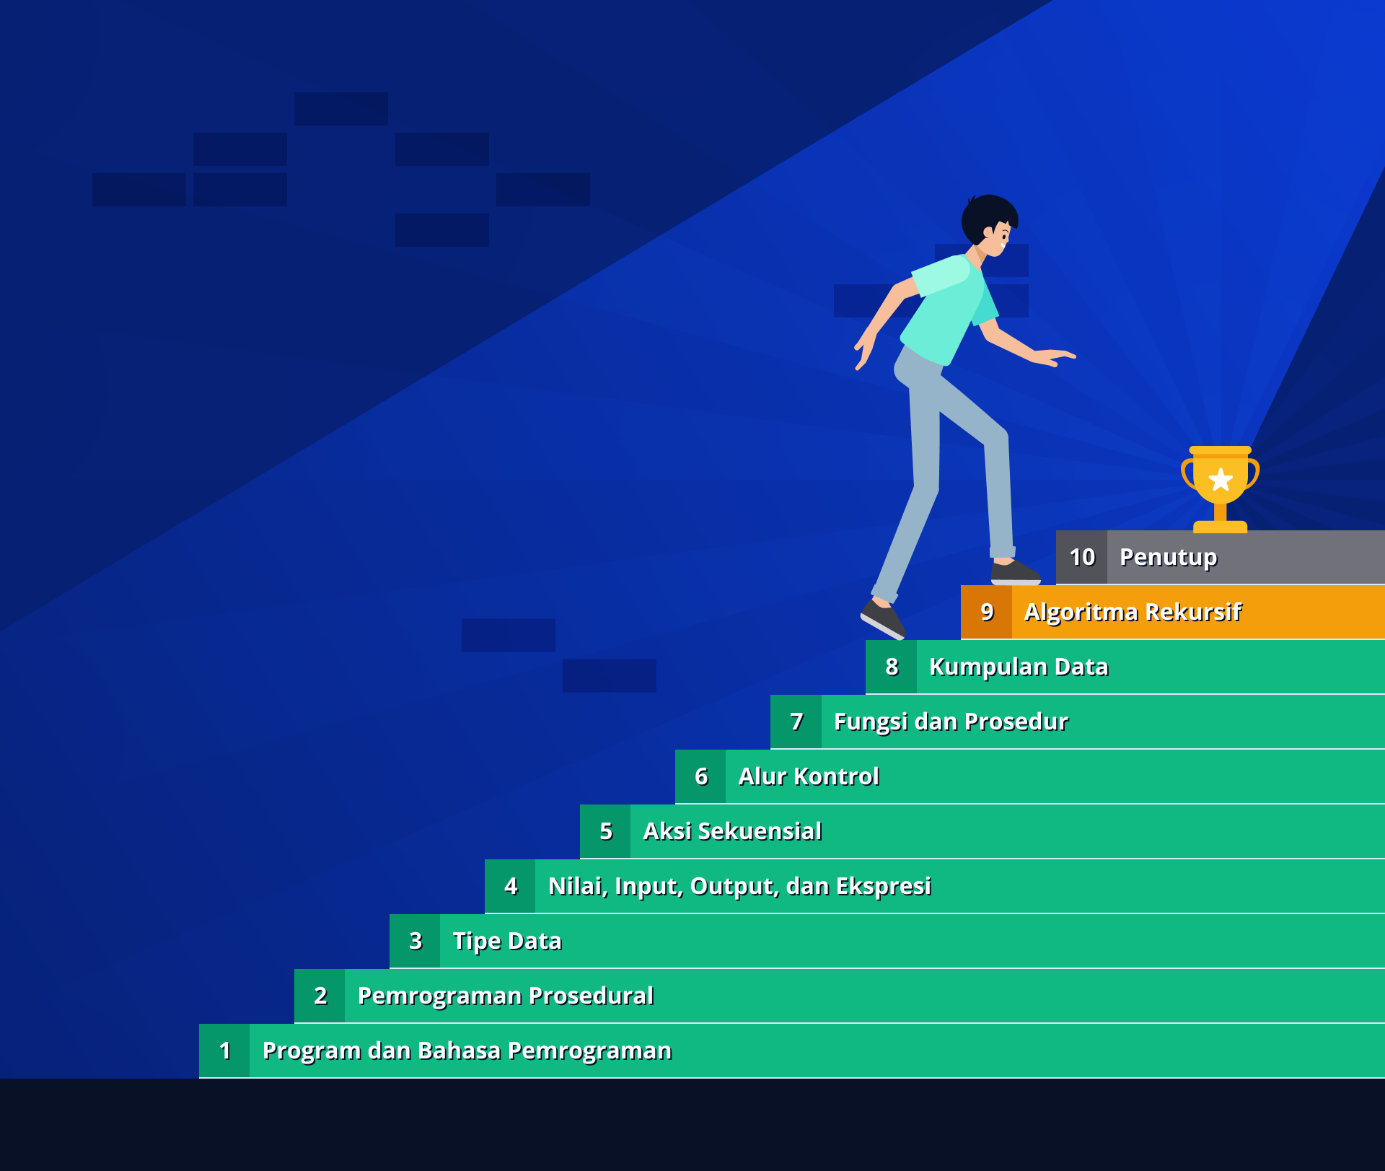 10 Penutup
9 Algoritma Rekursif
8 Kumpulan Data
7 Fungsi dan Prosedur
6 Alur Kontrol
5 Aksi Sekuensial
4 Nilai, Input, Output, dan Ekspresi
3 Tipe Data
2 Pemrograman Prosedural
1 Program dan Bahasa Pemrograman